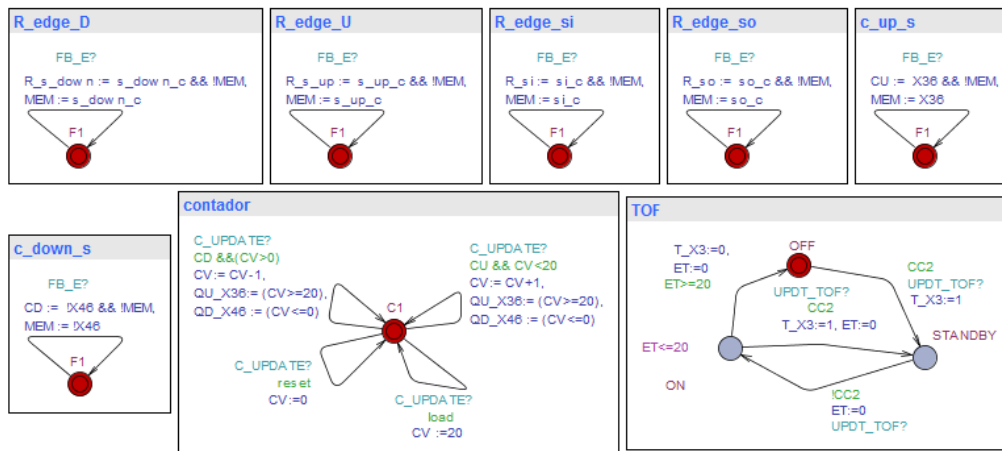 R_edge_D
FB_E?
R_s_down := s_down_c && !MEM,
MEM := s_down_c
F1
R_edge_U
FB_E?
R_s_up := s_up_c && !MEM,
MEM := s_up_c
F1
R_edge_si
FB_E?
R_si := si_c && !MEM,
MEM := si_c
F1
R_edge_so
FB_E?
R_so := so_c && !MEM,
MEM := so_c
F1
c_up_s
FB_E?
CU := X36 && !MEM,
MEM := X36
F1
c_down_s
FB_E?
CD := !X46 && !MEM,
MEM := !X46
F1
contador
C_UPDATE?
CD &&(CV>0)
CV:= CV-1,
QU_X36:= (CV>=20),
QD_X46 := (CV<=0)
C_UPDATE?
CU && CV<20
CV:= CV+1,
QU_X36:= (CV>=20),
QD_X46 := (CV<=0)
C1
C_UPDATE?
reset
CV:=0
C_UPDATE?
load
CV :=20
TOF
T_X3:=0,
ET:=0
ET>=20
OFF
CC2
UPDT_TOF?
T_X3:=1
UPDT_TOF?
CC2
T_X3:=1, ET:=0
STANDBY
ET<=20
ON
!CC2
ET:=0
UPDT_TOF?